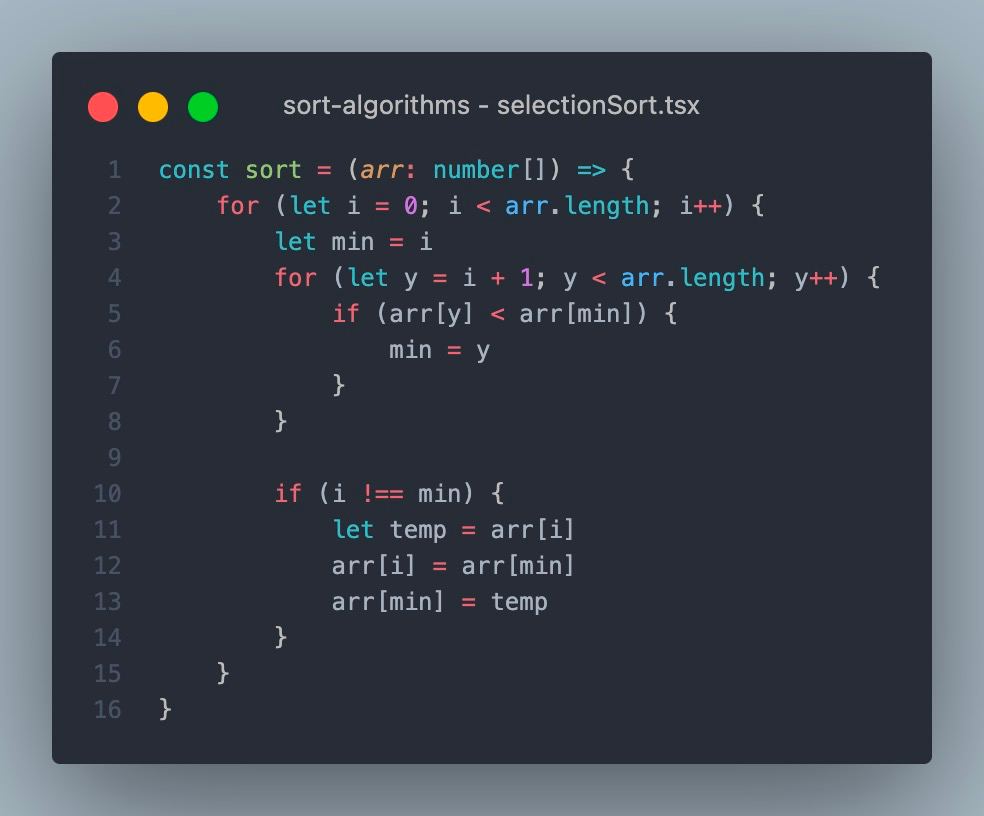 sort-algorithms - selectionSort.tsx
1 const sort = (arr: number[]) => {
2     for (let i = 0; i < arr.length; i++) {
3         let min = i
4         for (let y = i + 1; y < arr.length; y++) {
5             if (arr[y] < arr[min]) {
6                 min = y
7             }
8         }
9
10         if (i !== min) {
11             let temp = arr[i]
12             arr[i] = arr[min]
13             arr[min] = temp
14         }
15     }
16 }